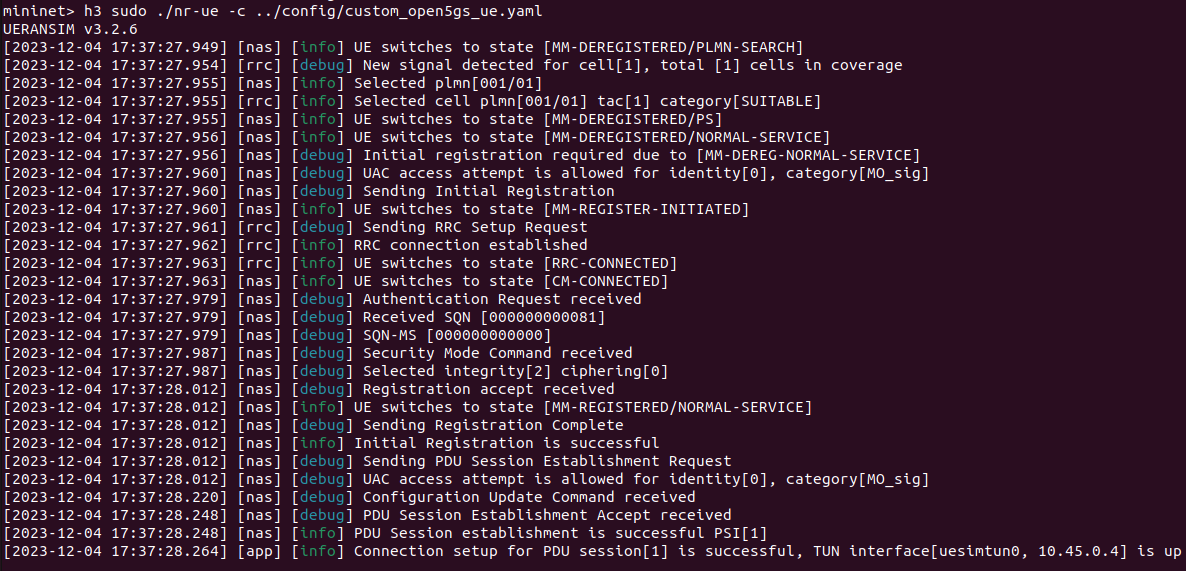 mininet> h3 sudo ./nr-ue -c ../config/custom_open5gs_ue.yaml
UERANSIM v3.2.6
[2023-12-04 17:37:27.949] [nas] [info] UE switches to state [MM-DEREGISTERED/PLMN-SEARCH]
[2023-12-04 17:37:27.954] [rrc] [debug] New signal detected for cell[1], total [1] cells in coverage
[2023-12-04 17:37:27.955] [nas] [info] Selected plmn[001/01]
[2023-12-04 17:37:27.955] [rrc] [info] Selected cell plmn[001/01] tac[1] category[SUITABLE]
[2023-12-04 17:37:27.955] [nas] [info] UE switches to state [MM-DEREGISTERED/PS]
[2023-12-04 17:37:27.956] [nas] [info] UE switches to state [MM-DEREGISTERED/NORMAL-SERVICE]
[2023-12-04 17:37:27.956] [nas] [debug] Initial registration required due to [MM-DEREG-NORMAL-SERVICE]
[2023-12-04 17:37:27.960] [nas] [debug] UAC access attempt is allowed for identity[0], category[MO_sig]
[2023-12-04 17:37:27.960] [nas] [debug] Sending Initial Registration
[2023-12-04 17:37:27.960] [nas] [info] UE switches to state [MM-REGISTER-INITIATED]
[2023-12-04 17:37:27.961] [rrc] [debug] Sending RRC Setup Request
[2023-12-04 17:37:27.962] [rrc] [info] RRC connection established
[2023-12-04 17:37:27.963] [rrc] [info] UE switches to state [RRC-CONNECTED]
[2023-12-04 17:37:27.963] [nas] [info] UE switches to state [CM-CONNECTED]
[2023-12-04 17:37:27.979] [nas] [debug] Authentication Request received
[2023-12-04 17:37:27.979] [nas] [debug] Received SQN [000000000081]
[2023-12-04 17:37:27.979] [nas] [debug] SQN-MS [000000000000]
[2023-12-04 17:37:27.987] [nas] [debug] Security Mode Command received
[2023-12-04 17:37:27.987] [nas] [debug] Selected integrity[2] ciphering[0]
[2023-12-04 17:37:28.012] [nas] [debug] Registration accept received
[2023-12-04 17:37:28.012] [nas] [info] UE switches to state [MM-REGISTERED/NORMAL-SERVICE]
[2023-12-04 17:37:28.012] [nas] [debug] Sending Registration Complete
[2023-12-04 17:37:28.012] [nas] [info] Initial Registration is successful
[2023-12-04 17:37:28.012] [nas] [debug] Sending PDU Session Establishment Request
[2023-12-04 17:37:28.012] [nas] [debug] UAC access attempt is allowed for identity[0], category[MO_sig]
[2023-12-04 17:37:28.220] [nas] [debug] Configuration Update Command received
[2023-12-04 17:37:28.248] [nas] [debug] PDU Session Establishment Accept received
[2023-12-04 17:37:28.248] [nas] [info] PDU Session establishment is successful PSI[1]
[2023-12-04 17:37:28.264] [app] [info] Connection setup for PDU session[1] is successful, TUN interface[uesimtun0, 10.45.0.4] is up